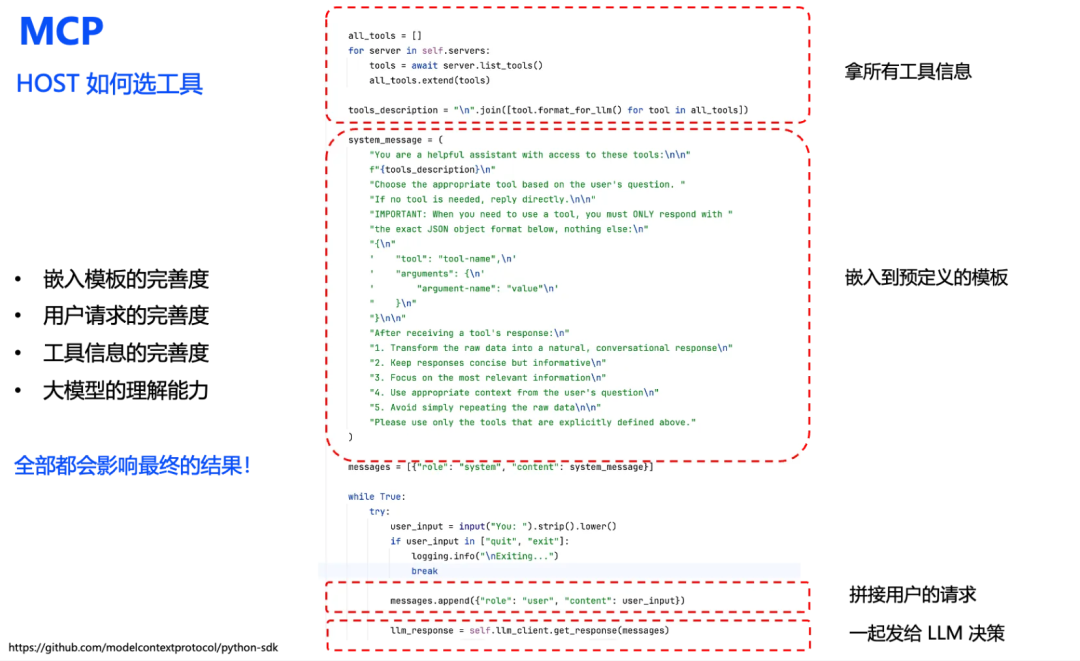 MCP
HOST 如何选工具
• 嵌入模板的完善度
• 用户请求的完善度
• 工具信息的完善度
• 大模型的理解能力
全部都会影响最终的结果！
https://github.com/modelcontextprotocol/python-sdk
all_tools = []
for server in self.servers:
    tools = await server.list_tools()
    all_tools.extend(tools)
tools_description = "\n".join([tool.format_for_llm() for tool in all_tools])
拿所有工具信息
system_message = (
    "You are a helpful assistant with access to these tools:\n\n"
    f"{tools_description}\n"
    "Choose the appropriate tool based on the user's question. "
    "If no tool is needed, reply directly.\n\n"
    "IMPORTANT: When you need to use a tool, you must ONLY respond with "
    "the exact JSON object format below, nothing else:\n"
    "{\n"
    '    "tool": "tool-name",\n'
    '    "arguments": {\n'
    '        "argument-name": "value"\n'
    "    }\n"
    "}\n\n"
    "After receiving a tool's response:\n"
    "1. Transform the raw data into a natural, conversational response\n"
    "2. Keep responses concise but informative\n"
    "3. Focus on the most relevant information\n"
    "4. Use appropriate context from the user's question\n"
    "5. Avoid simply repeating the raw data\n\n"
    "Please use only the tools that are explicitly defined above."
)
嵌入到预定义的模板
messages = [{"role": "system", "content": system_message}]
while True:
    try:
        user_input = input("You: ").strip().lower()
        if user_input in ["quit", "exit"]:
            logging.info("\nExiting...")
            break
        messages.append({"role": "user", "content": user_input})
拼接用户的请求
        llm_response = self.llm_client.get_response(messages)
一起发给 LLM 决策